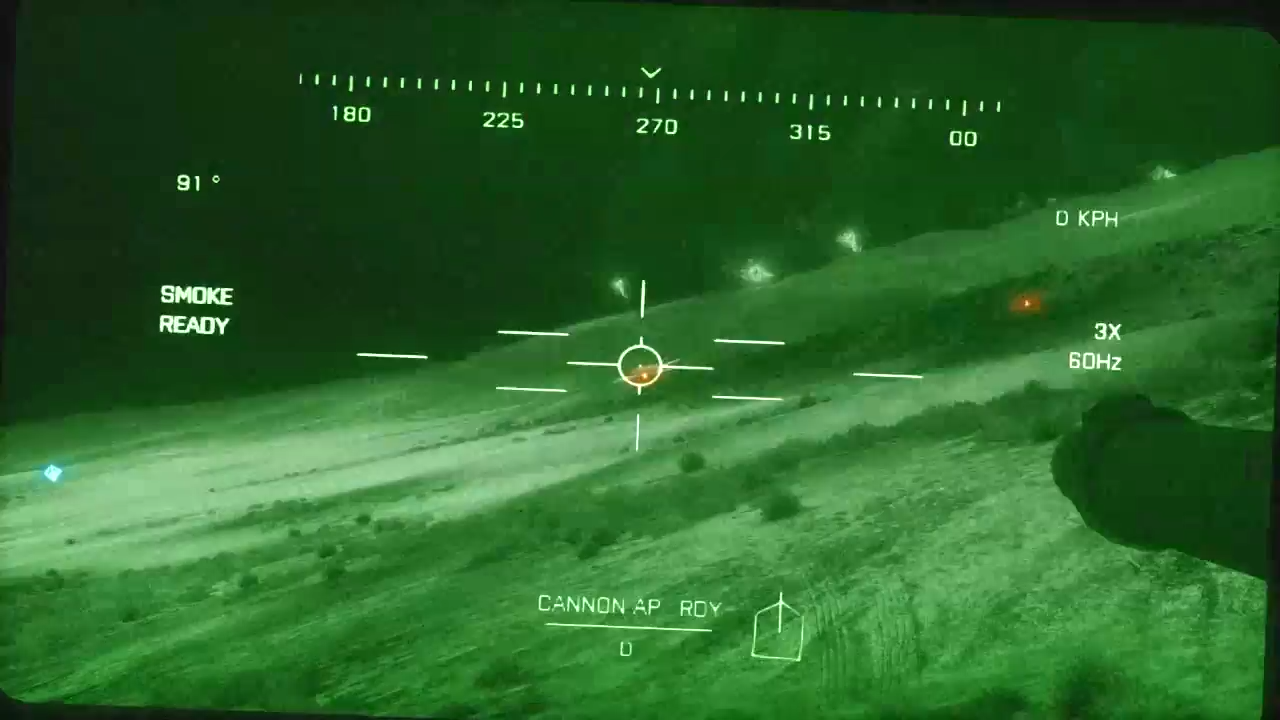 180 225 270 315 00
91 °
0 KPH
SMOKE
READY
3X
60Hz
CANNON AP RDY
0